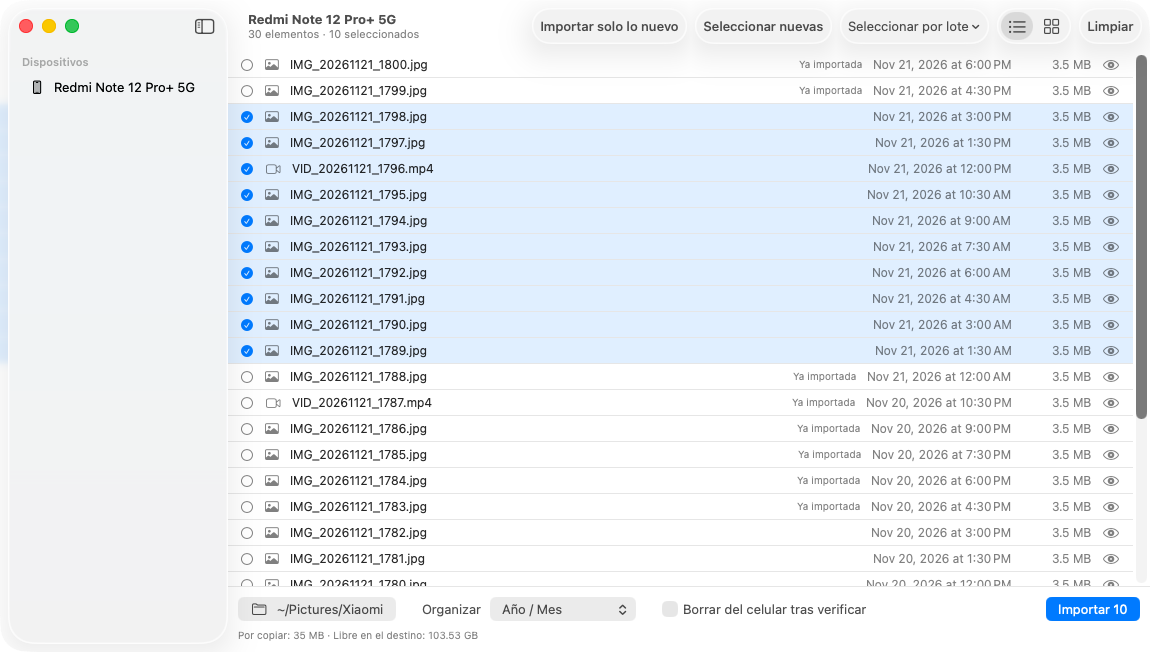 Redmi Note 12 Pro+ 5G
30 elementos · 10 seleccionados
Importar solo lo nuevo
Seleccionar nuevas
Seleccionar por lote
Limpiar
Dispositivos
Redmi Note 12 Pro+ 5G
IMG_20261121_1800.jpg Ya importada Nov 21, 2026 at 6:00 PM 3.5 MB
IMG_20261121_1799.jpg Ya importada Nov 21, 2026 at 4:30 PM 3.5 MB
IMG_20261121_1798.jpg Nov 21, 2026 at 3:00 PM 3.5 MB
IMG_20261121_1797.jpg Nov 21, 2026 at 1:30 PM 3.5 MB
VID_20261121_1796.mp4 Nov 21, 2026 at 12:00 PM 3.5 MB
IMG_20261121_1795.jpg Nov 21, 2026 at 10:30 AM 3.5 MB
IMG_20261121_1794.jpg Nov 21, 2026 at 9:00 AM 3.5 MB
IMG_20261121_1793.jpg Nov 21, 2026 at 7:30 AM 3.5 MB
IMG_20261121_1792.jpg Nov 21, 2026 at 6:00 AM 3.5 MB
IMG_20261121_1791.jpg Nov 21, 2026 at 4:30 AM 3.5 MB
IMG_20261121_1790.jpg Nov 21, 2026 at 3:00 AM 3.5 MB
IMG_20261121_1789.jpg Nov 21, 2026 at 1:30 AM 3.5 MB
IMG_20261121_1788.jpg Ya importada Nov 21, 2026 at 12:00 AM 3.5 MB
VID_20261121_1787.mp4 Ya importada Nov 20, 2026 at 10:30 PM 3.5 MB
IMG_20261121_1786.jpg Ya importada Nov 20, 2026 at 9:00 PM 3.5 MB
IMG_20261121_1785.jpg Ya importada Nov 20, 2026 at 7:30 PM 3.5 MB
IMG_20261121_1784.jpg Ya importada Nov 20, 2026 at 6:00 PM 3.5 MB
IMG_20261121_1783.jpg Ya importada Nov 20, 2026 at 4:30 PM 3.5 MB
IMG_20261121_1782.jpg Nov 20, 2026 at 3:00 PM 3.5 MB
IMG_20261121_1781.jpg Nov 20, 2026 at 1:30 PM 3.5 MB
IMG_20261121_1780.jpg Nov 20, 2026 at 12:00 PM 3.5 MB
~/Pictures/Xiaomi
Organizar
Año / Mes
Borrar del celular tras verificar
Importar 10
Por copiar: 35 MB · Libre en el destino: 103.53 GB